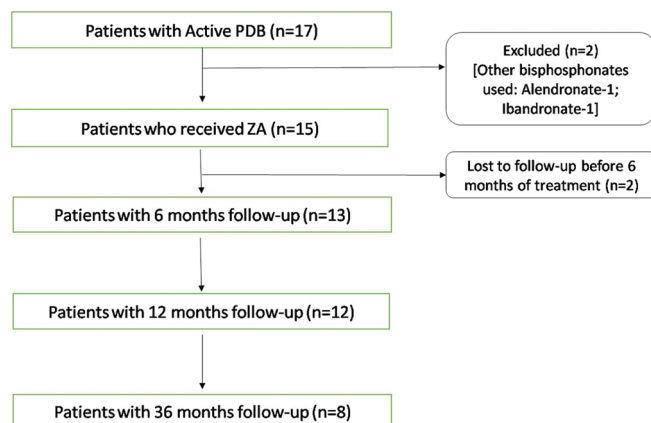 Patients with Active PDB (n=17)
Excluded (n=2)
[Other bisphosphonates
used: Alendronate-1;
Ibandronate-1]
Patients who received ZA (n=15)
Lost to follow-up before 6
months of treatment (n=2)
Patients with 6 months follow-up (n=13)
Patients with 12 months follow-up (n=12)
Patients with 36 months follow-up (n=8)